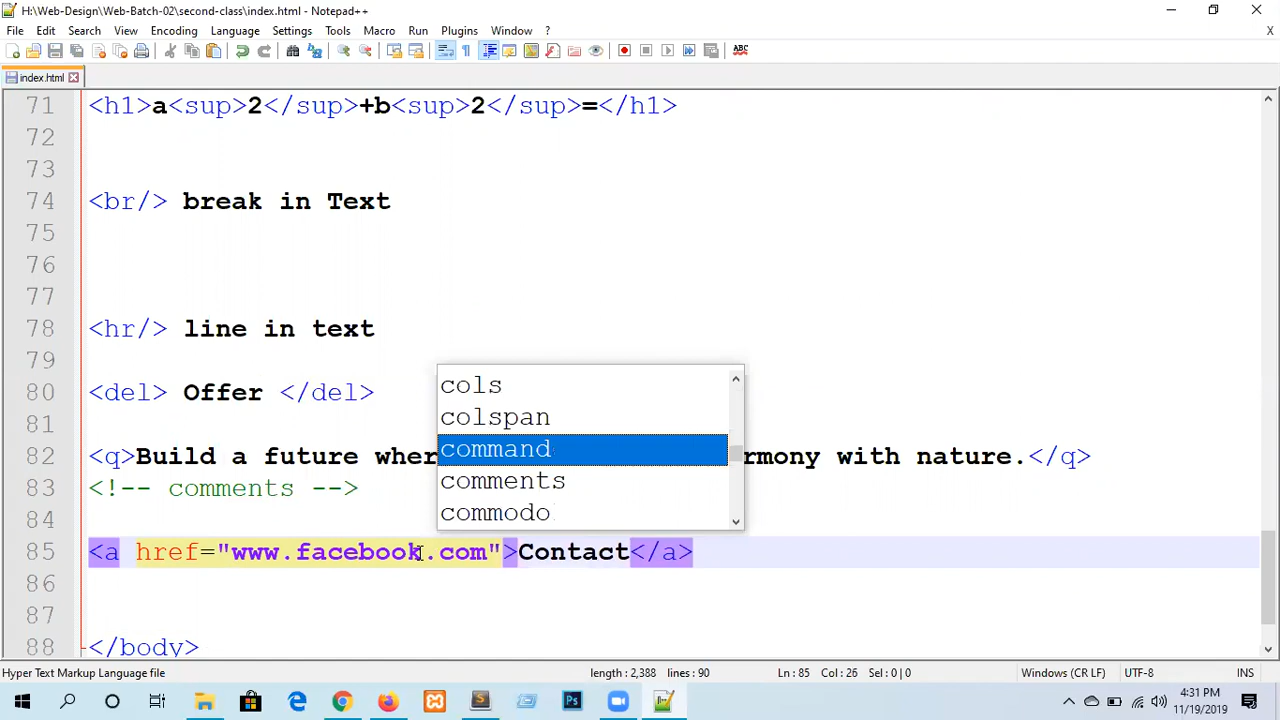 H:\Web-Design\Web-Batch-02\second-class\index.html - Notepad++
File Edit Search View Encoding Language Settings Tools Macro Run Plugins Window ? X
index.html
71 <h1>a<sup>2</sup>+b<sup>2</sup>=</h1>
72
73
74 <br/> break in Text
75
76
77
78 <hr/> line in text
79
80 <del> Offer </del>
81
82 <q>Build a future wher rmony with nature.</q>
83 <!-- comments -->
84
85 <a href="www.facebook.com">Contact</a>
86
87
88 </body>
cols
colspan
command
comments
commodo
Hyper Text Markup Language file length : 2,388 lines : 90 Ln : 85 Col : 26 Sel : 0 | 0 Windows (CR LF) UTF-8 INS
4:31 PM
11/19/2019